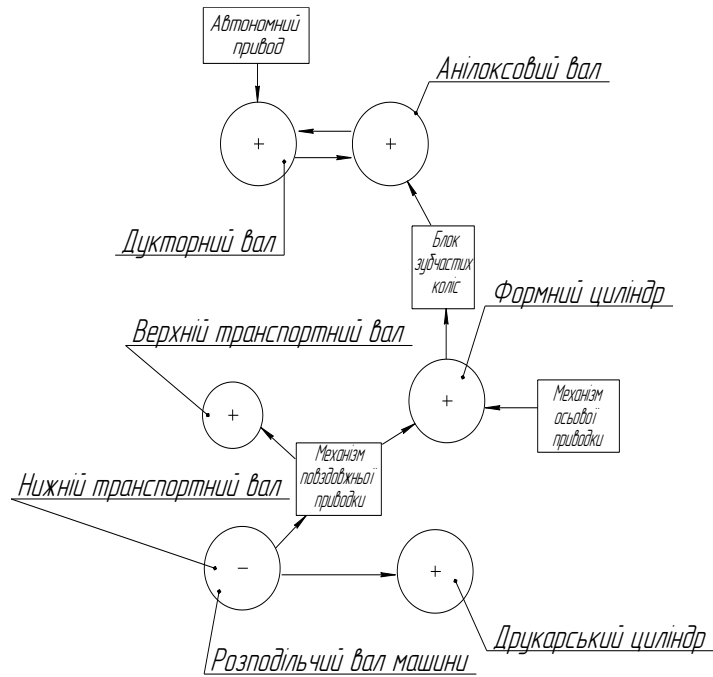 Автономний
привод
Анілоксовий вал
+
+
Дукторний вал
Блок
зубчастих
коліс
Формний циліндр
Верхній транспортний вал
+
+
Механізм
осьової
приводки
Механізм
повздовжньої
приводки
Нижній транспортний вал
-
+
Друкарський циліндр
Розподільчий вал машини